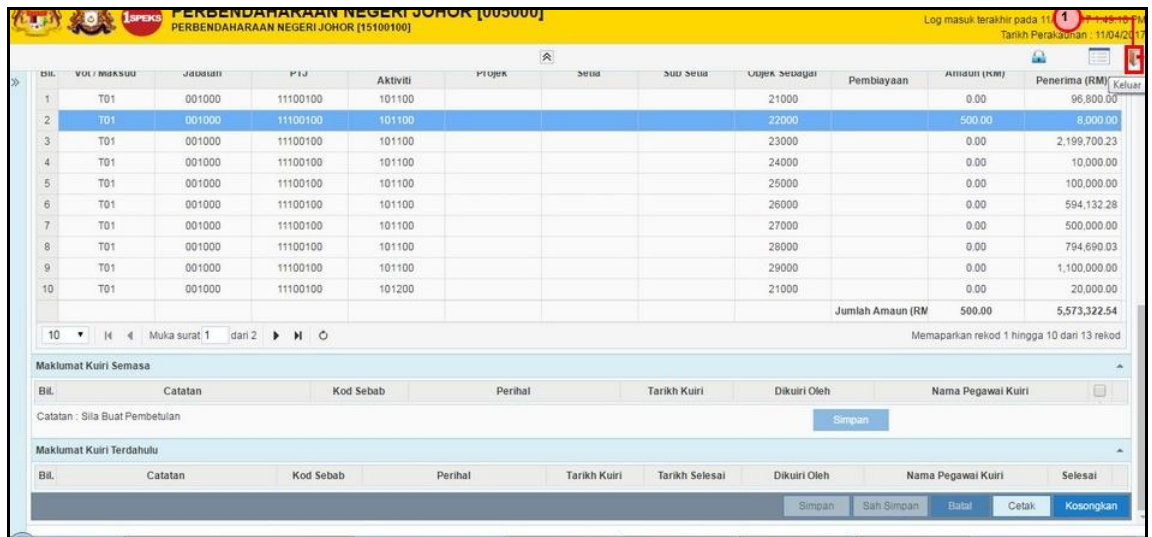 1SPEKS PERBENDAHARAAN NEGERI JOHOR [005000]
PERBENDAHARAAN NEGERI JOHOR [15100100]
Log masuk terakhir pada 11/ 1:49:18 PM
Tarikh Perakaunan : 11/04/2017
1
Keluar
Bil. Vot / Maksud Jabatan PTJ Aktiviti Projek Setia Sub Setia Objek Sebagai Pembiayaan Amaun (RM) Penerima (RM)
1 T01 001000 11100100 101100 21000 0.00 96,800.00
2 T01 001000 11100100 101100 22000 500.00 8,000.00
3 T01 001000 11100100 101100 23000 0.00 2,199,700.23
4 T01 001000 11100100 101100 24000 0.00 10,000.00
5 T01 001000 11100100 101100 25000 0.00 100,000.00
6 T01 001000 11100100 101100 26000 0.00 594,132.28
7 T01 001000 11100100 101100 27000 0.00 500,000.00
8 T01 001000 11100100 101100 28000 0.00 794,690.03
9 T01 001000 11100100 101100 29000 0.00 1,100,000.00
10 T01 001000 11100100 101200 21000 0.00 20,000.00
Jumlah Amaun (RM 500.00 5,573,322.54
10 Muka surat 1 dari 2 Memaparkan rekod 1 hingga 10 dari 13 rekod
Maklumat Kuiri Semasa
Bil. Catatan Kod Sebab Perihal Tarikh Kuiri Dikuiri Oleh Nama Pegawai Kuiri
Catatan : Sila Buat Pembetulan Simpan
Maklumat Kuiri Terdahulu
Bil. Catatan Kod Sebab Perihal Tarikh Kuiri Tarikh Selesai Dikuiri Oleh Nama Pegawai Kuiri Selesai
Simpan Sah Simpan Batal Cetak Kosongkan